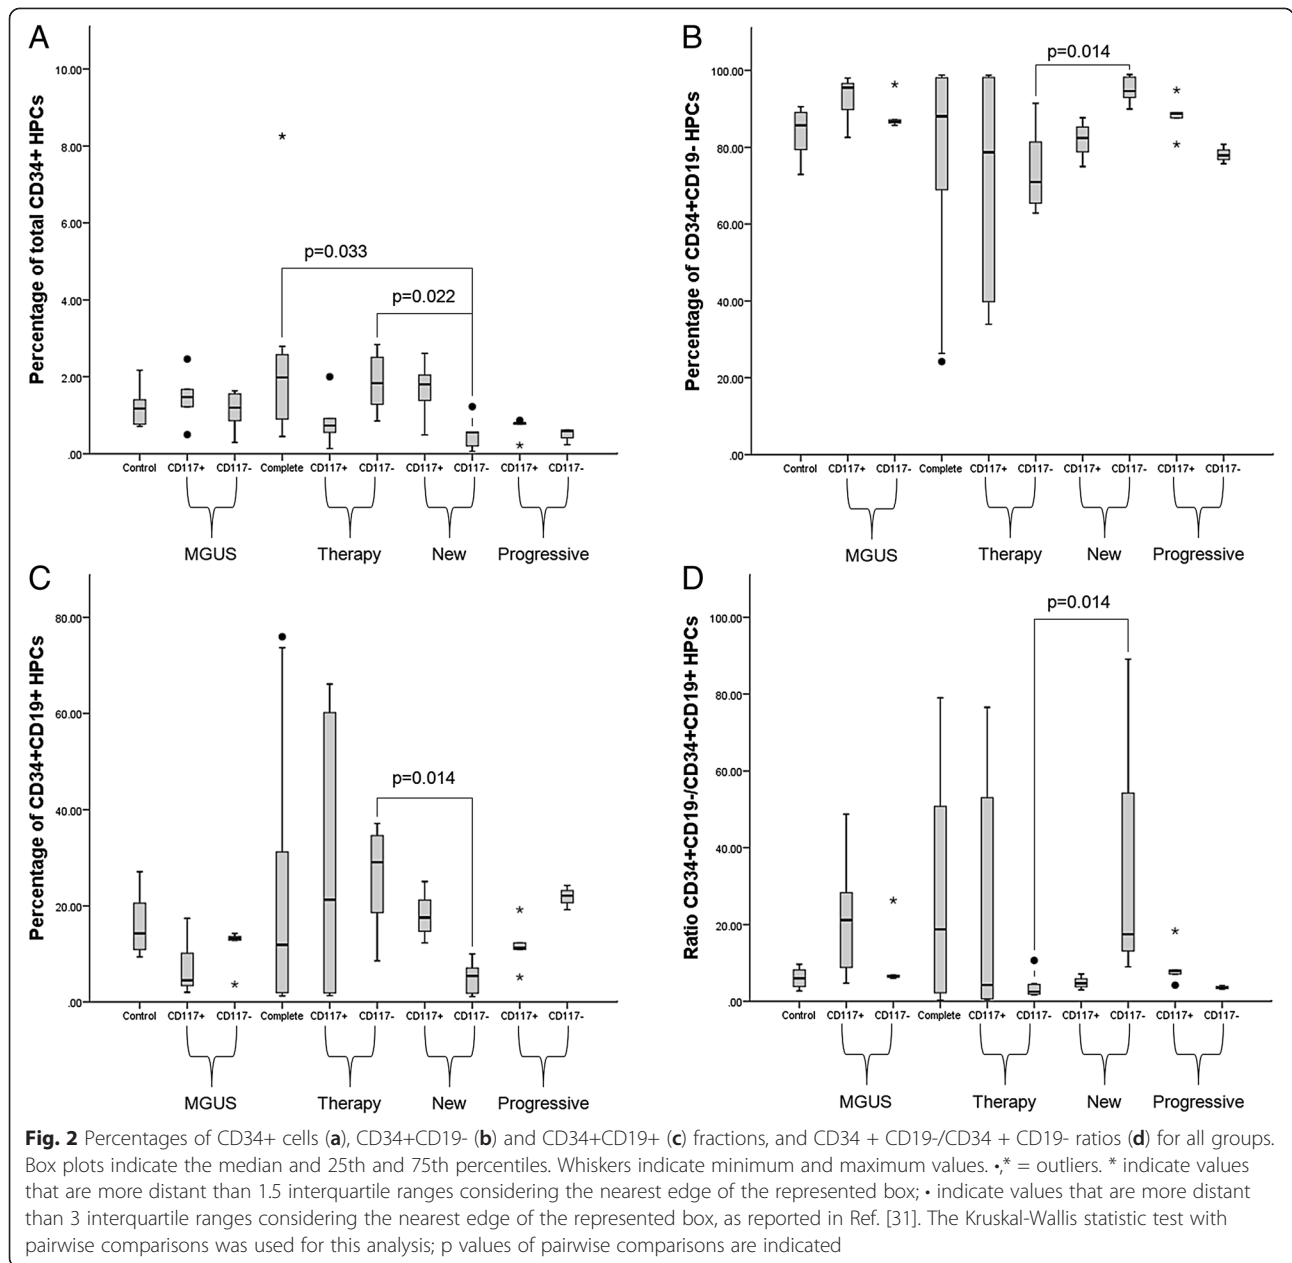 A
Percentage of total CD34+ HPCs
10.00
8.00
6.00
4.00
2.00
.00
*
p=0.033
p=0.022
*
Control CD117+ CD117- Complete CD117+ CD117- CD117+ CD117- CD117+ CD117-
MGUS Therapy New Progressive
B
Percentage of CD34+CD19- HPCs
100.00
80.00
60.00
40.00
20.00
.00
p=0.014
*
*
*
Control CD117+ CD117- Complete CD117+ CD117- CD117+ CD117- CD117+ CD117-
MGUS Therapy New Progressive
C
Percentage of CD34+CD19+ HPCs
80.00
60.00
40.00
20.00
.00
p=0.014
*
*
*
Control CD117+ CD117- Complete CD117+ CD117- CD117+ CD117- CD117+ CD117-
MGUS Therapy New Progressive
D
Ratio CD34+CD19-/CD34+CD19+ HPCs
100.00
80.00
60.00
40.00
20.00
.00
p=0.014
*
*
Control CD117+ CD117- Complete CD117+ CD117- CD117+ CD117- CD117+ CD117-
MGUS Therapy New Progressive
Fig. 2 Percentages of CD34+ cells (a), CD34+CD19- (b) and CD34+CD19+ (c) fractions, and CD34 + CD19-/CD34 + CD19- ratios (d) for all groups.
Box plots indicate the median and 25th and 75th percentiles. Whiskers indicate minimum and maximum values. •,* = outliers. * indicate values
that are more distant than 1.5 interquartile ranges considering the nearest edge of the represented box; • indicate values that are more distant
than 3 interquartile ranges considering the nearest edge of the represented box, as reported in Ref. [31]. The Kruskal-Wallis statistic test with
pairwise comparisons was used for this analysis; p values of pairwise comparisons are indicated